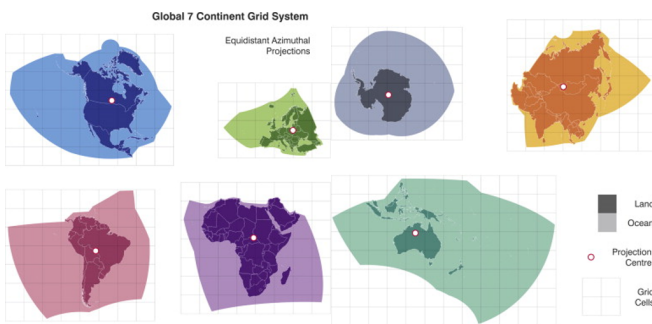 Global 7 Continent Grid System
Equidistant Azimuthal
Projections
Land
Ocean
Projection
Centre
Grid
Cells